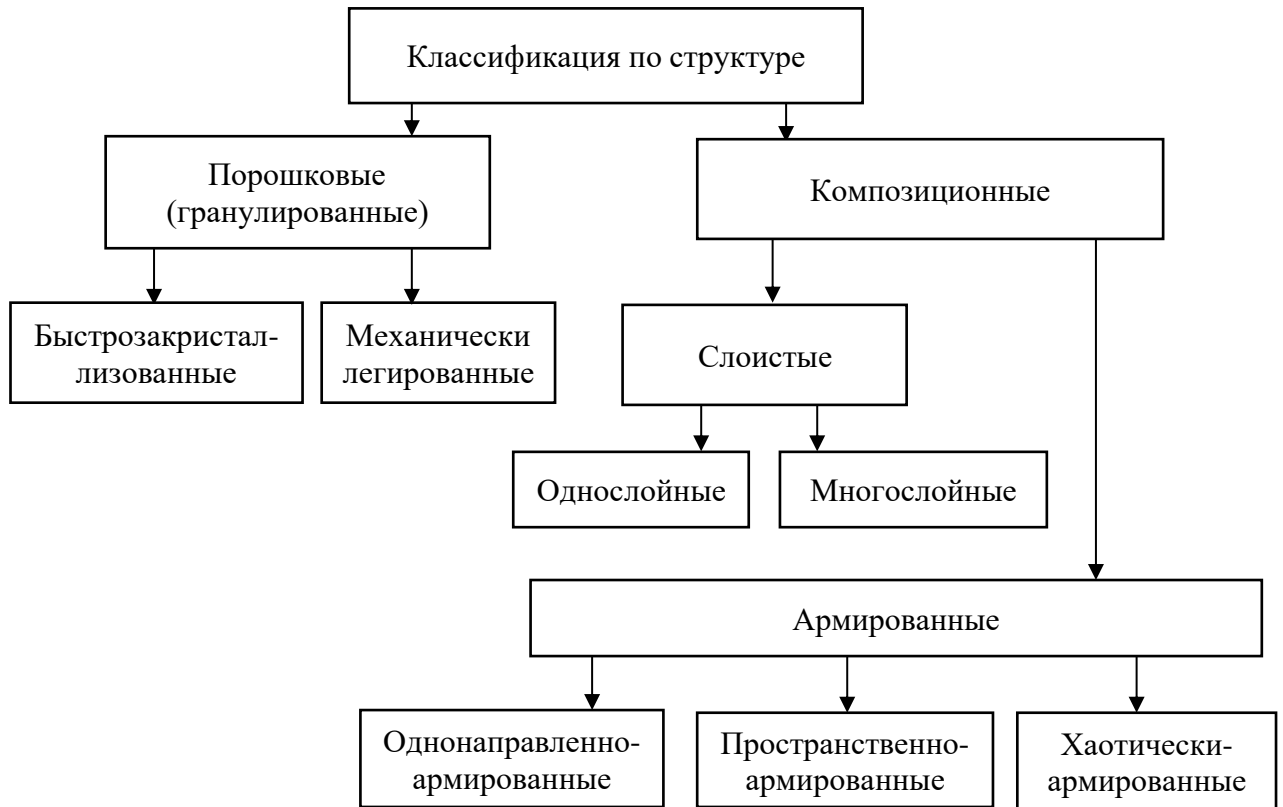 Классификация по структуре
Порошковые
(гранулированные)
Композиционные
Быстрозакристал-
лизованные
Механически
легированные
Слоистые
Однослойные
Многослойные
Армированные
Однонаправленно-
армированные
Пространственно-
армированные
Хаотически-
армированные